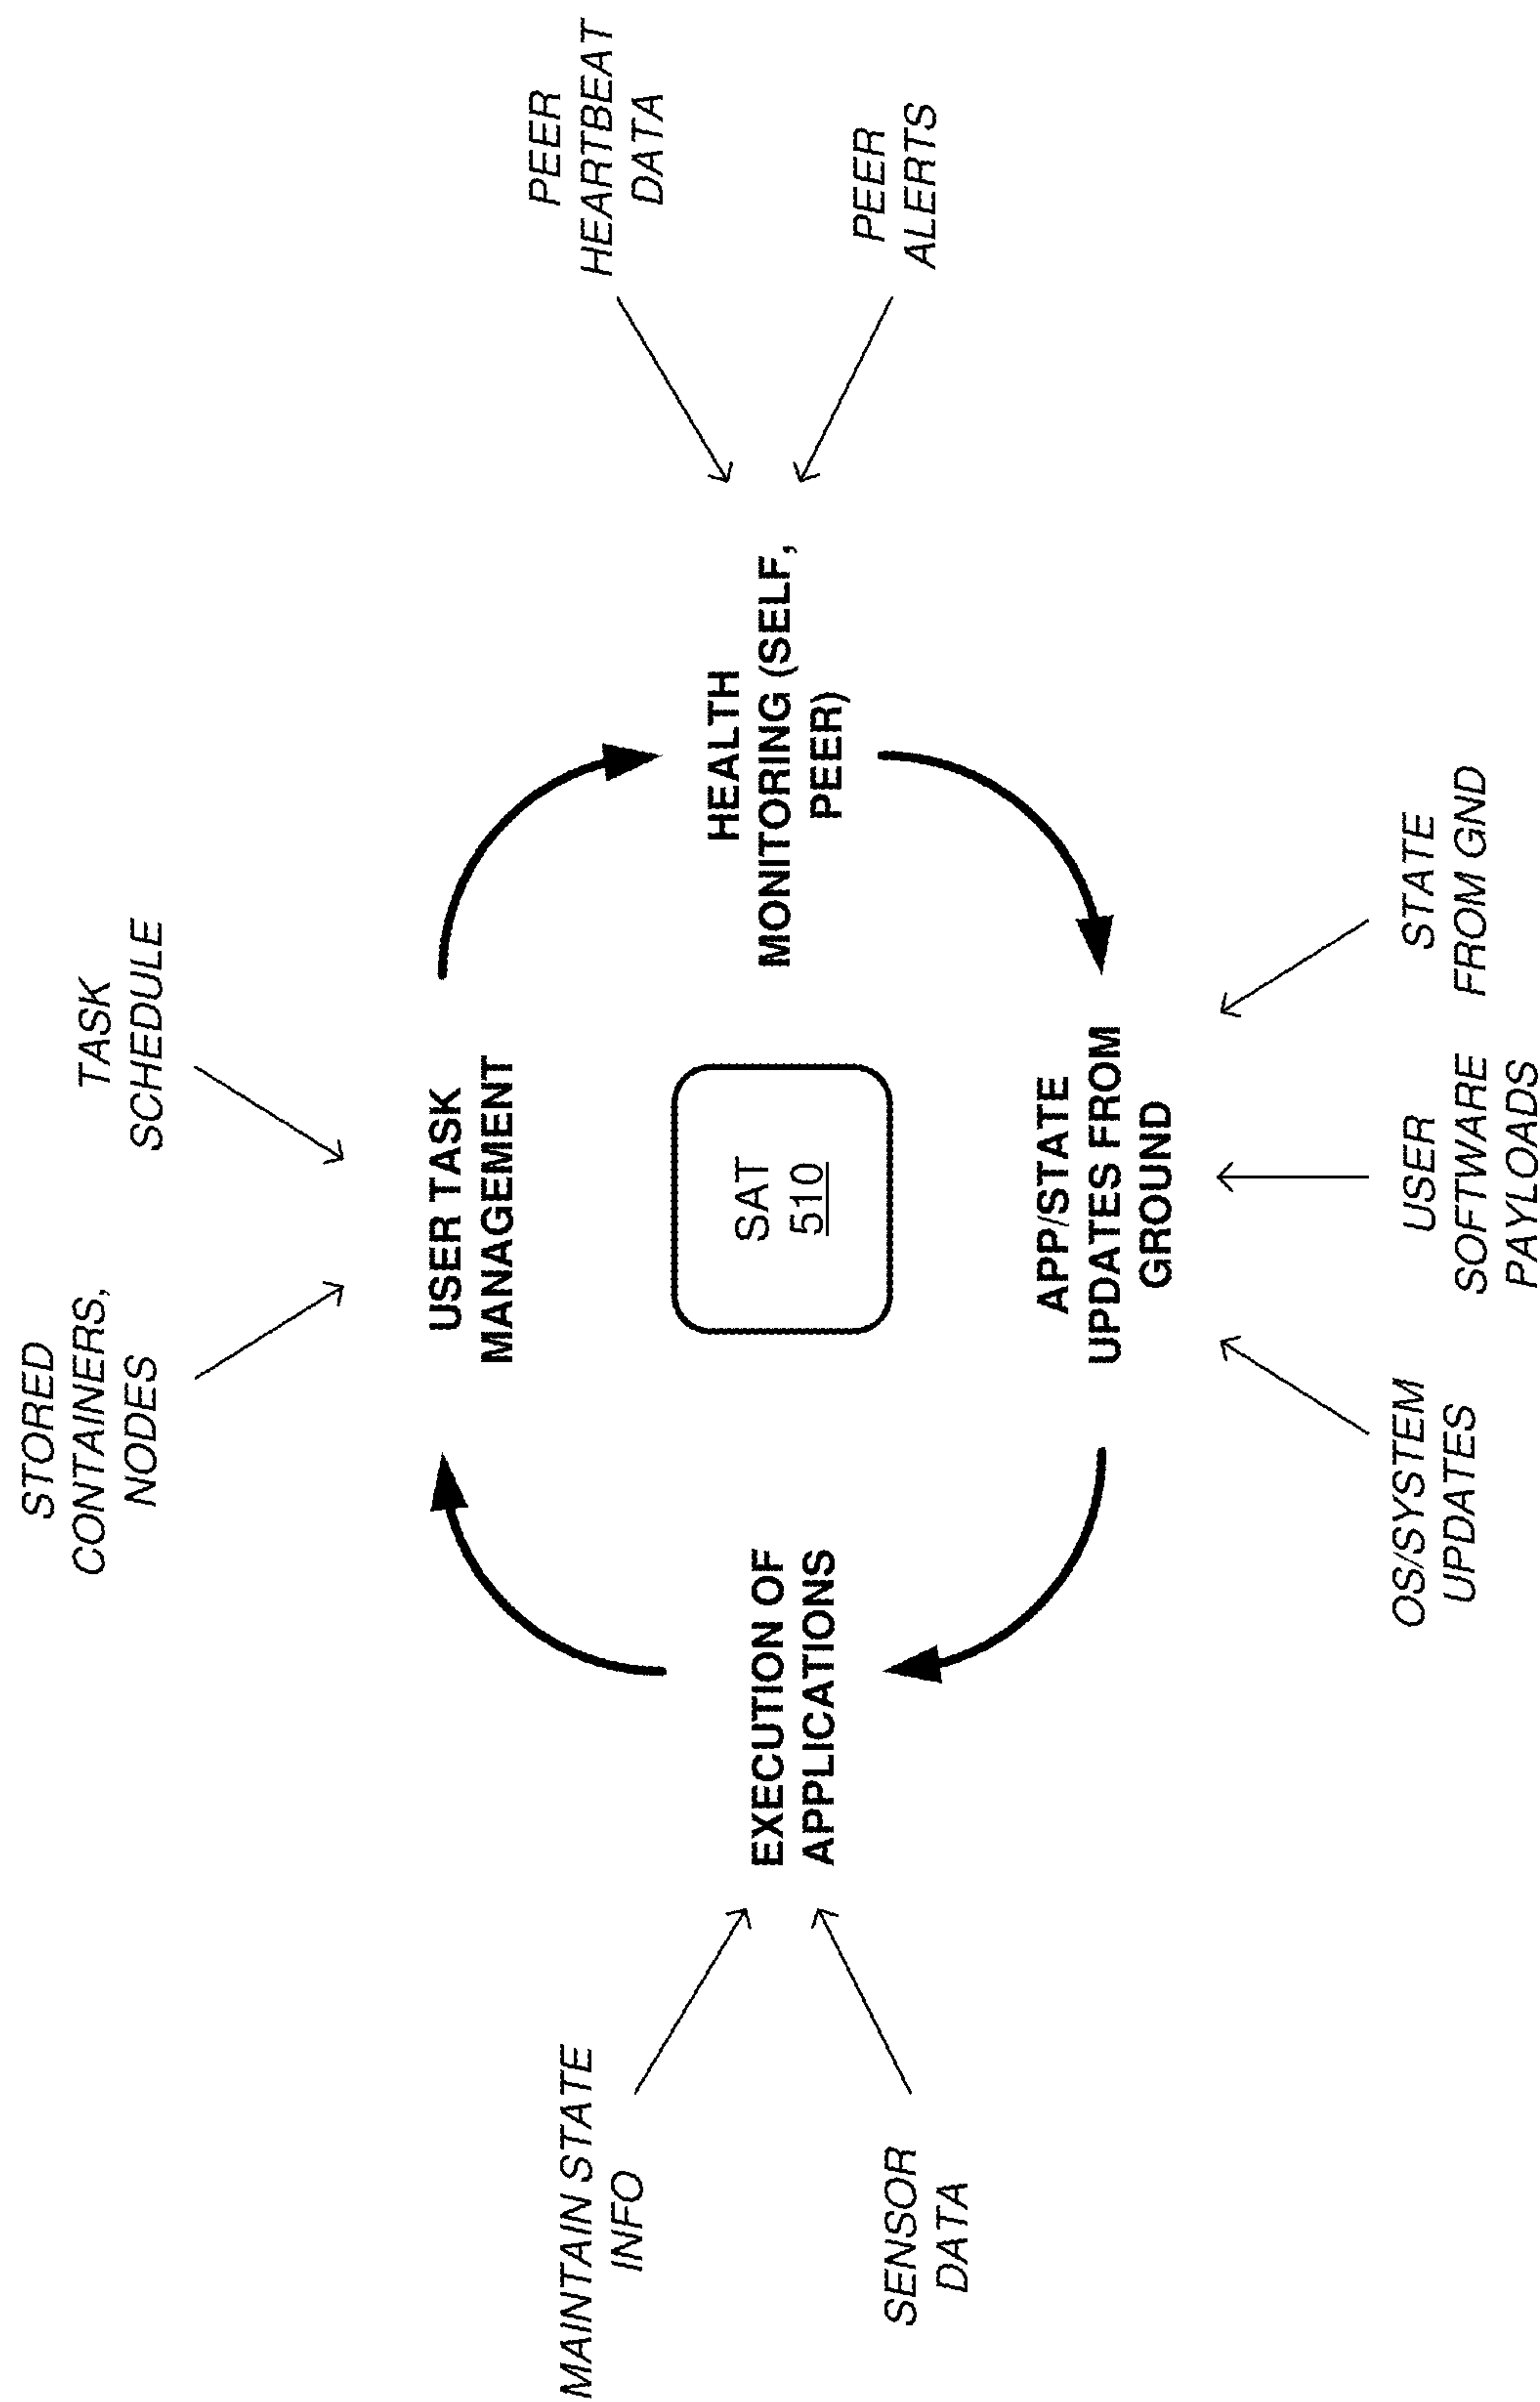 STORED
CONTAINERS,
NODES
TASK
SCHEDULE
USER TASK
MANAGEMENT
MAINTAIN STATE
INFO
SENSOR
DATA
EXECUTION OF
APPLICATIONS
SAT
510
HEALTH
MONITORING (SELF,
PEER)
PEER
HEARTBEAT
DATA
PEER
ALERTS
APP/STATE
UPDATES FROM
GROUND
OS/SYSTEM
UPDATES
USER
SOFTWARE
PAYLOADS
STATE
FROM GND